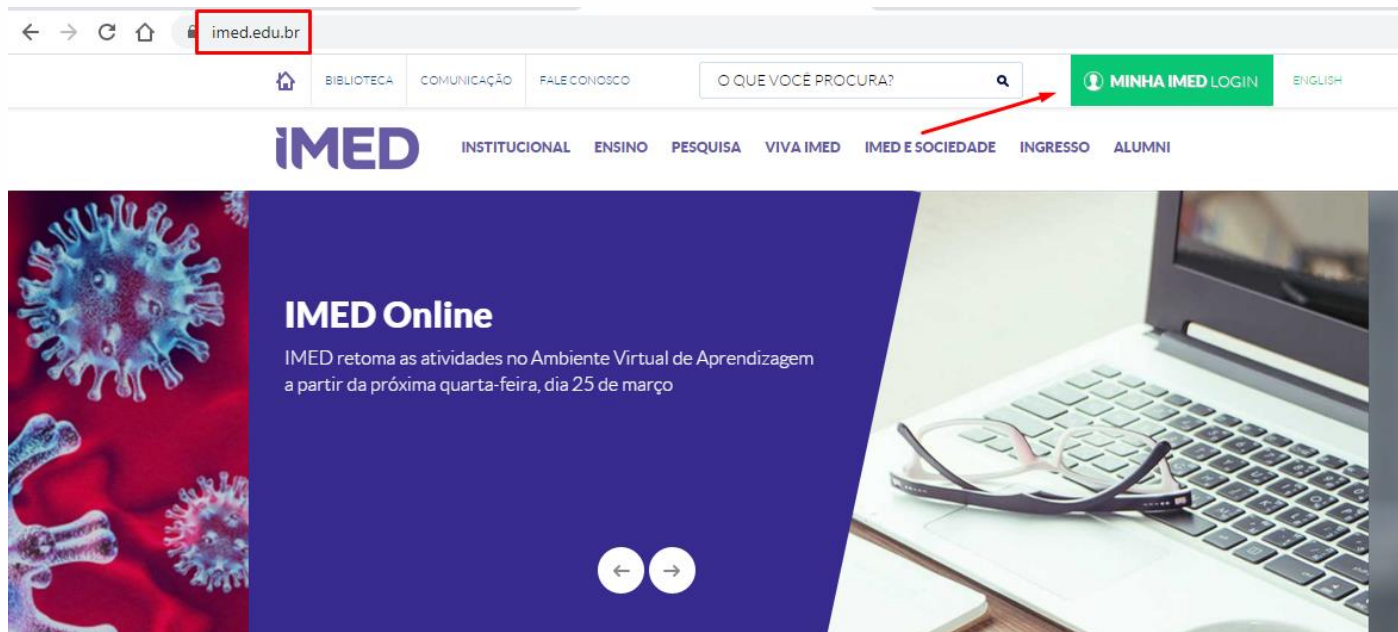 imed.edu.br
BIBLIOTECA COMUNICAÇÃO FALE CONOSCO O QUE VOCÊ PROCURA? MINHA IMED LOGIN ENGLISH
iMED INSTITUCIONAL ENSINO PESQUISA VIVA IMED IMED E SOCIEDADE INGRESSO ALUMNI
IMED Online
IMED retoma as atividades no Ambiente Virtual de Aprendizagem
a partir da próxima quarta-feira, dia 25 de março